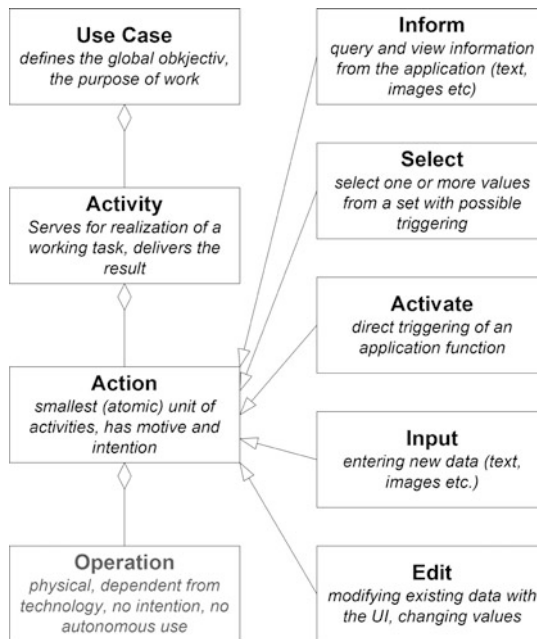 Use Case
defines the global obkjectiv,
the purpose of work
Activity
Serves for realization of a
working task, delivers the
result
Action
smallest (atomic) unit of
activities, has motive and
intention
Operation
physical, dependent from
technology, no intention, no
autonomous use
Inform
query and view information
from the application (text,
images etc)
Select
select one or more values
from a set with possible
triggering
Activate
direct triggering of an
application function
Input
entering new data (text,
images etc.)
Edit
modifying existing data with
the UI, changing values